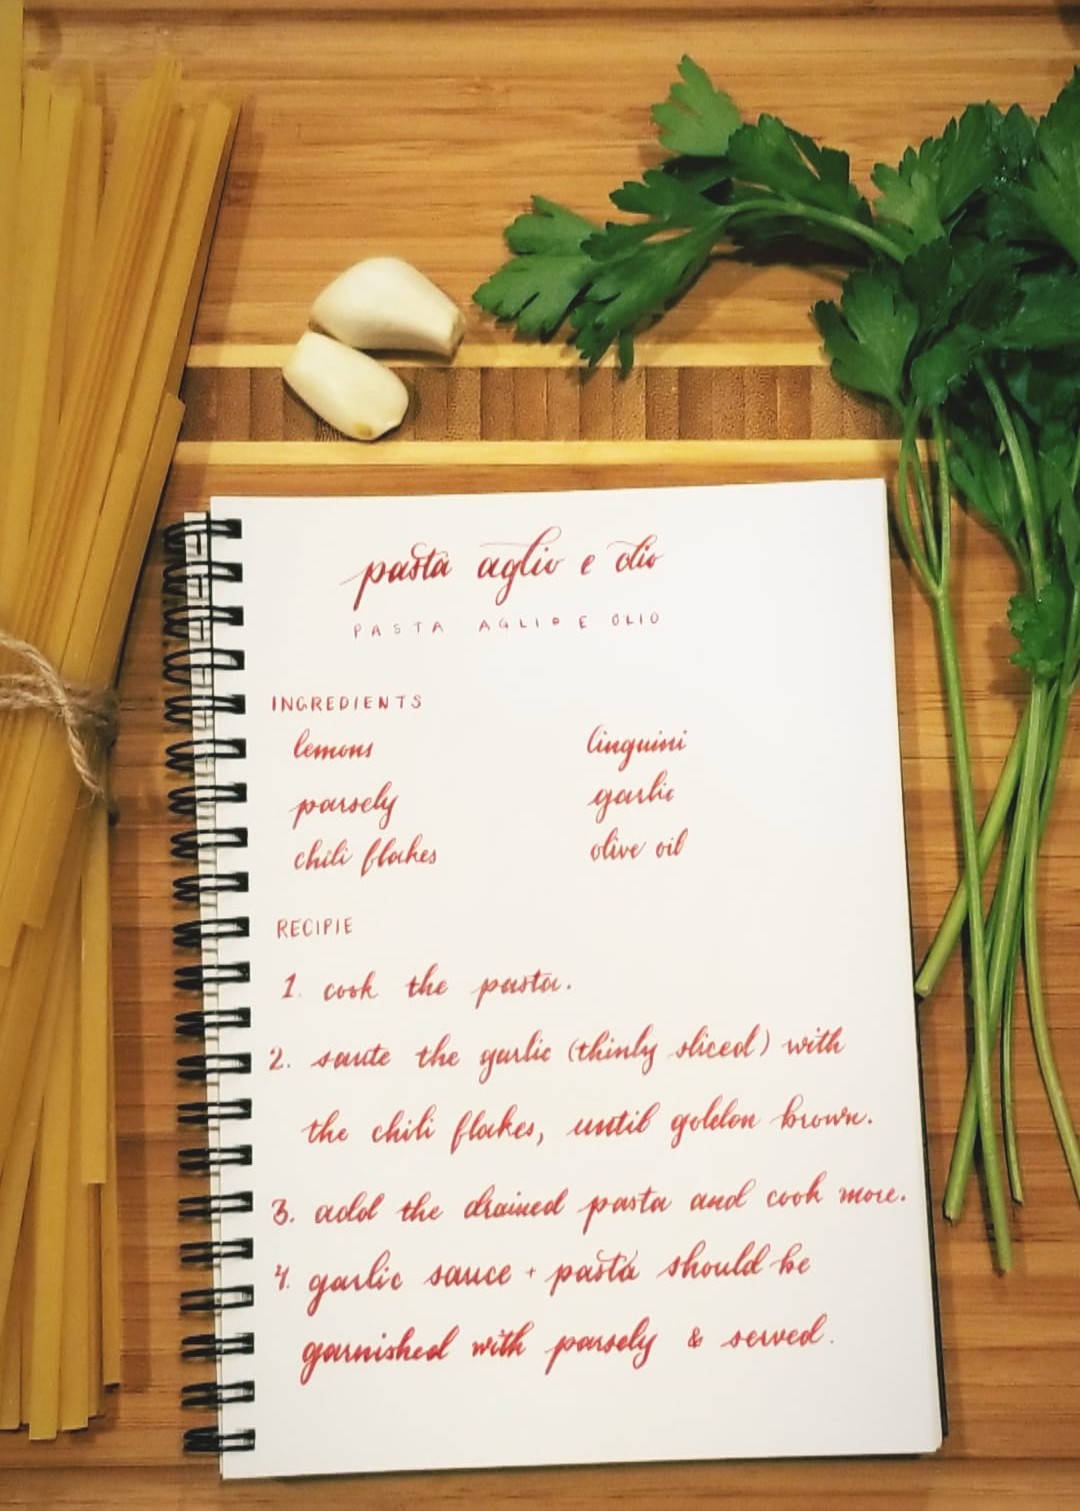 pasta aglio e olio
PASTA AGLIO E OLIO
INGREDIENTS
lemons
linguini
parsely
garlic
chili flakes
olive oil
RECIPIE
1. cook the pasta.
2. saute the garlic (thinly sliced) with
the chili flakes, until golden brown.
3. add the drained pasta and cook more.
4. garlic sauce + pasta should be
garnished with parsely & served.